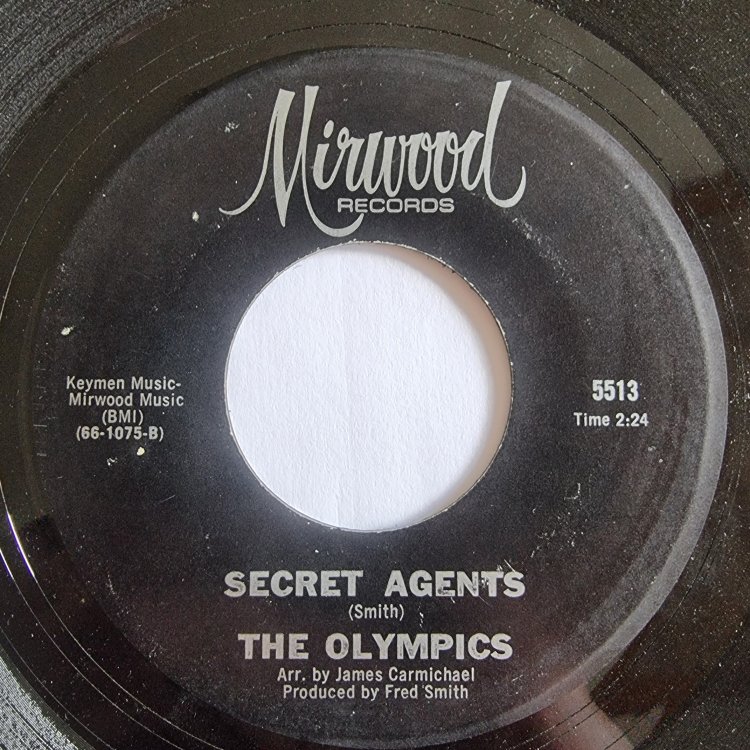 Mirwood
RECORDS
Keymen Music-
Mirwood Music
(BMI)
(66-1075-B)
5513
Time 2:24
SECRET AGENTS
(Smith)
THE OLYMPICS
Arr. by James Carmichael
Produced by Fred Smith